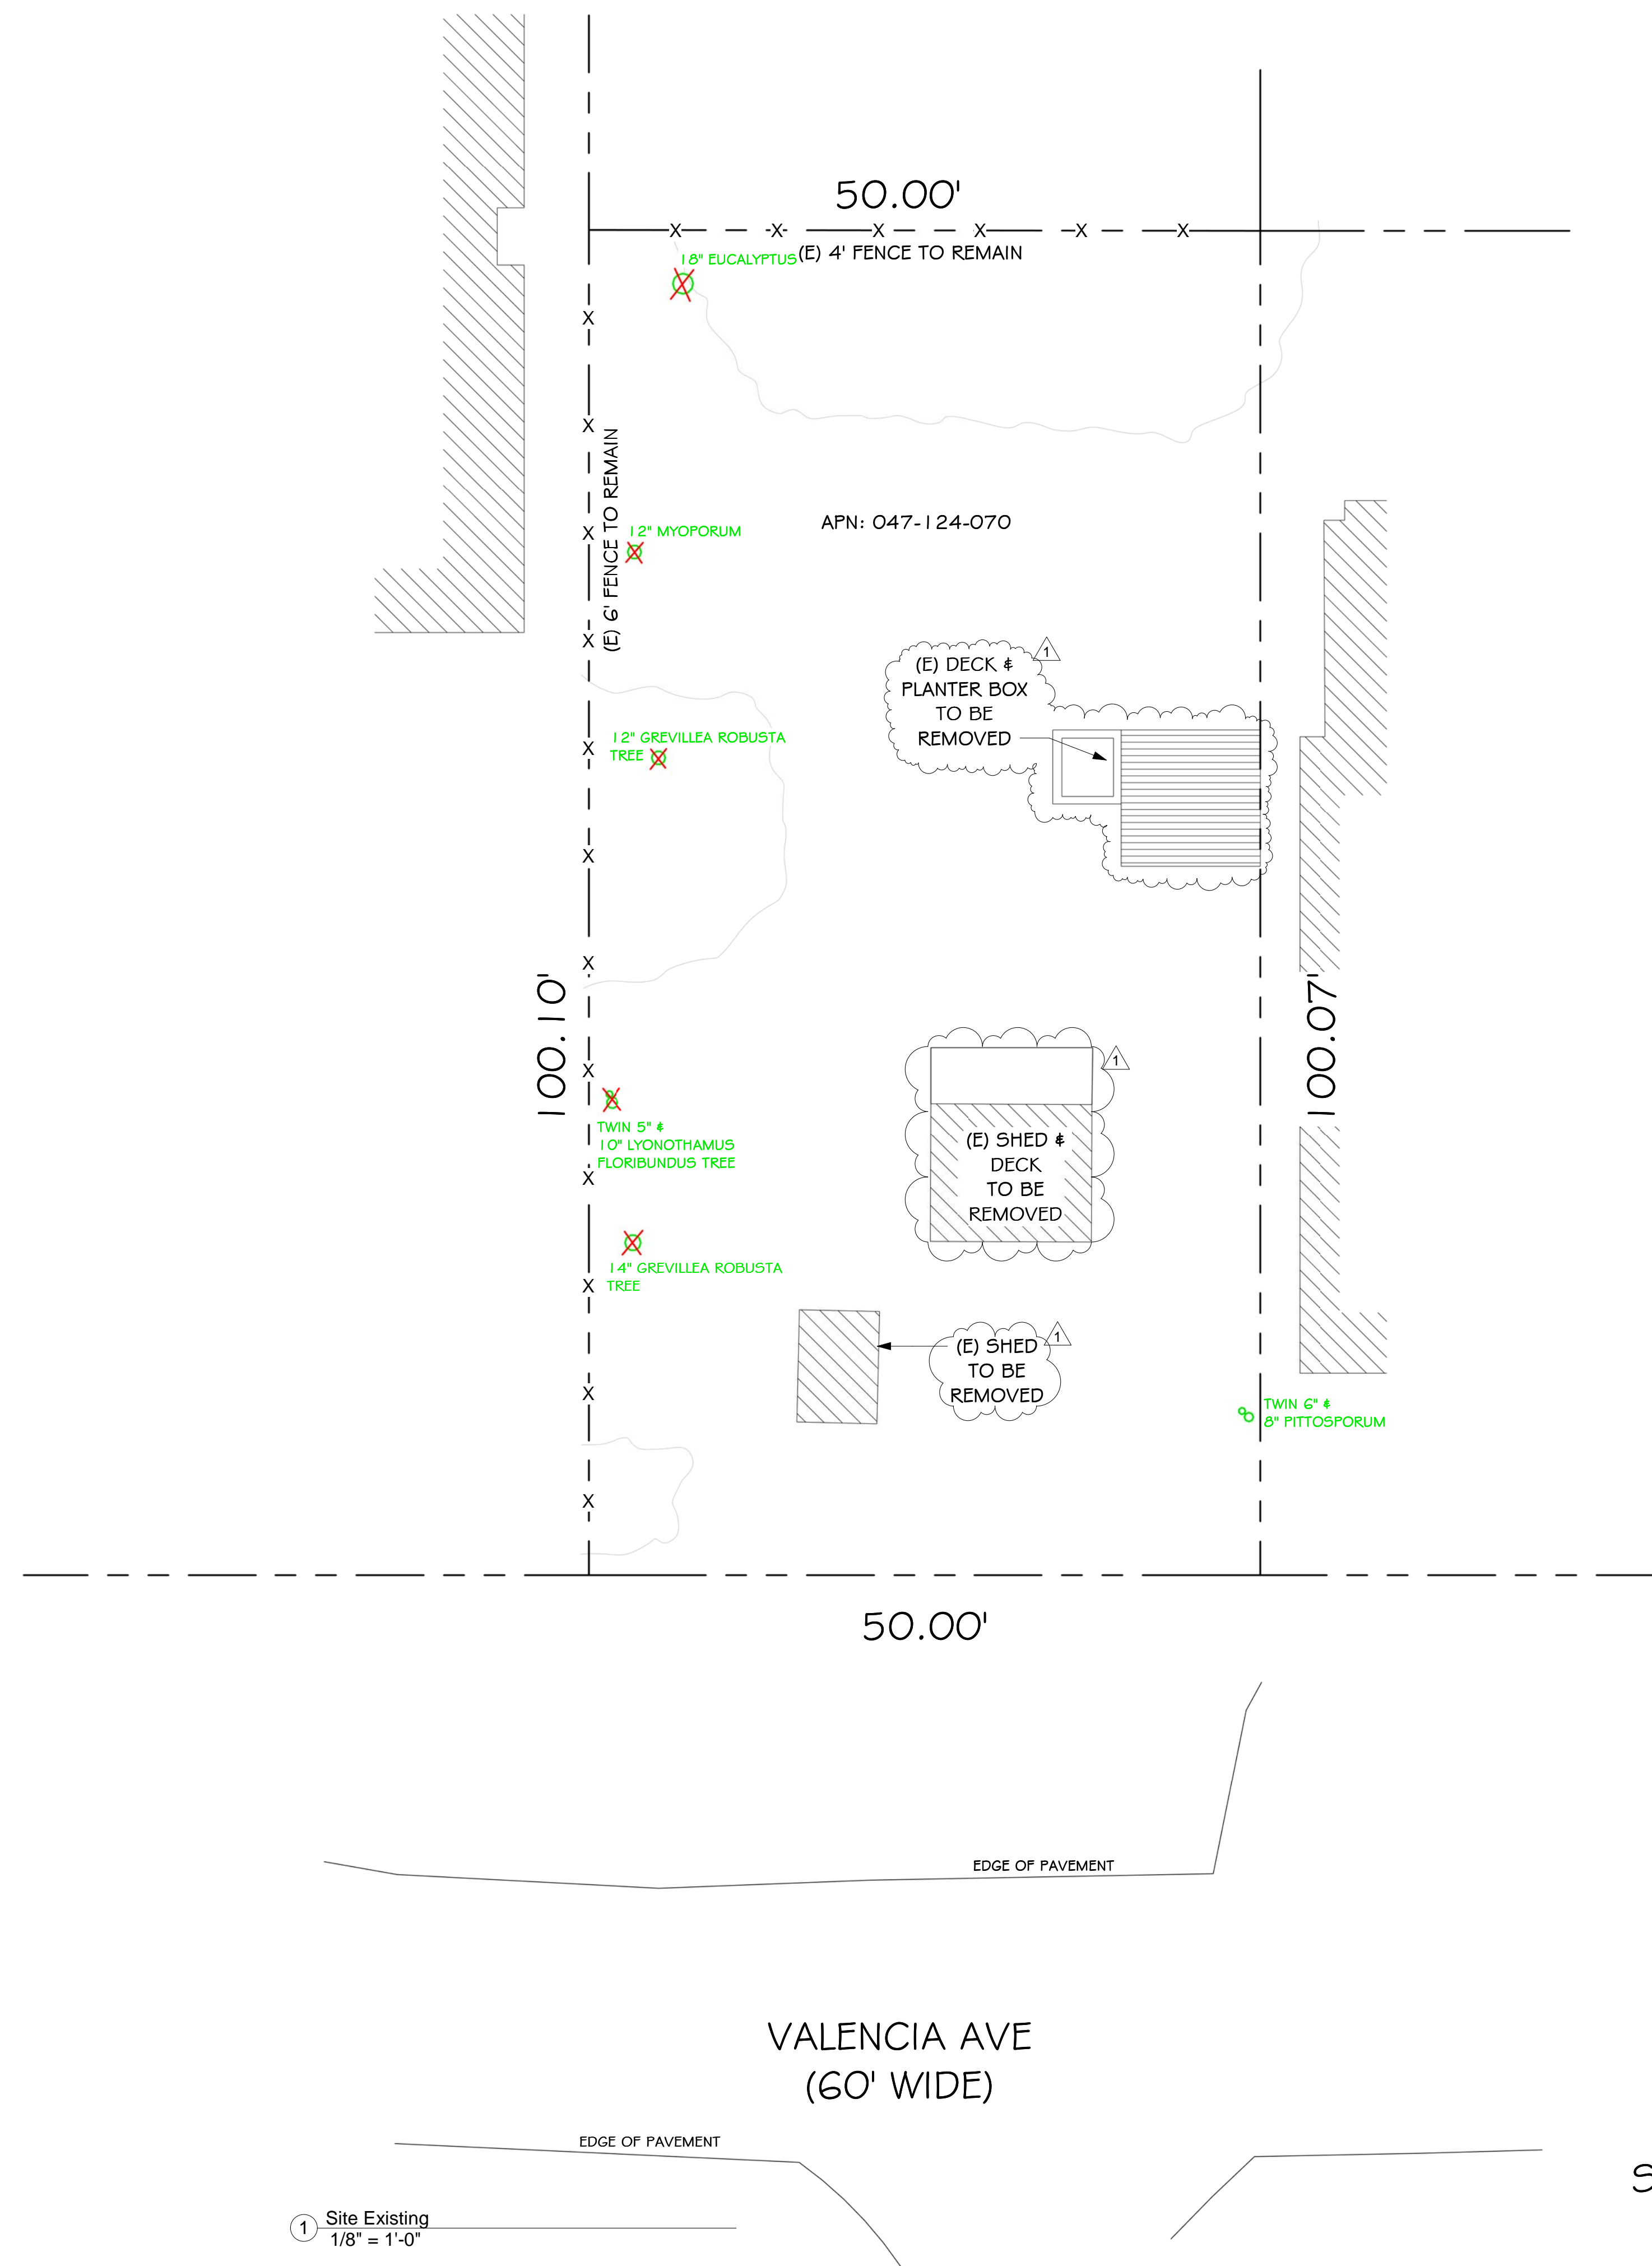 50.00'
X X X X X X
(E) 4' FENCE TO REMAIN
18" EUCALYPTUS
X
X
(E) 6' FENCE TO REMAIN
X
12" MYOPORUM
APN: 047-124-070
X
(E) DECK &
PLANTER BOX
TO BE
REMOVED
1
X
12" GREVILLEA ROBUSTA
TREE
X
X
100.10'
100.07'
X
TWIN 5" &
10" LYONOTHAMUS
FLORIBUNDUS TREE
X
1
(E) SHED &
DECK
TO BE
REMOVED
14" GREVILLEA ROBUSTA
TREE
X
(E) SHED
TO BE
REMOVED
1
X
TWIN 6" &
8" PITTOSPORUM
X
50.00'
EDGE OF PAVEMENT
VALENCIA AVE
(60' WIDE)
EDGE OF PAVEMENT
1
Site Existing
1/8" = 1'-0"